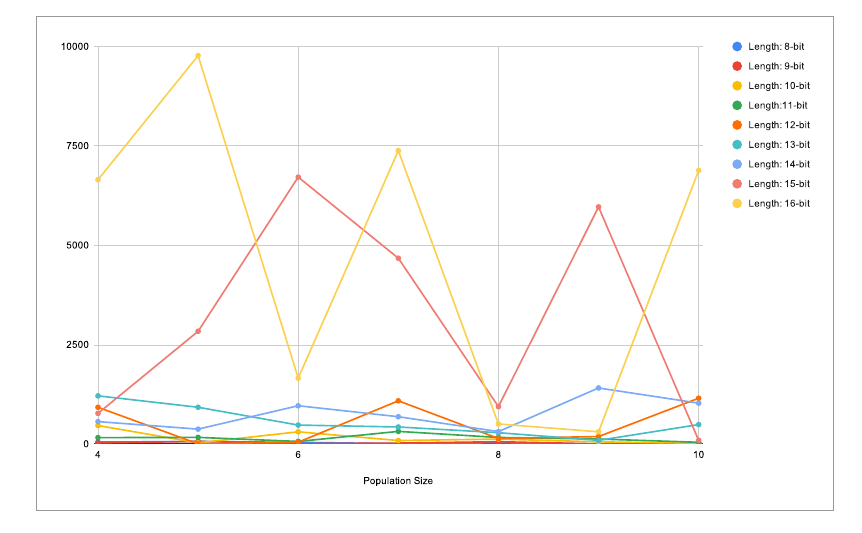 10000
7500
5000
2500
0
4
6
8
10
Population Size
Length: 8-bit
Length: 9-bit
Length: 10-bit
Length:11-bit
Length: 12-bit
Length: 13-bit
Length: 14-bit
Length: 15-bit
Length: 16-bit